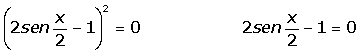 (2sen x/2 − 1)² = 0    2sen x/2 − 1 = 0